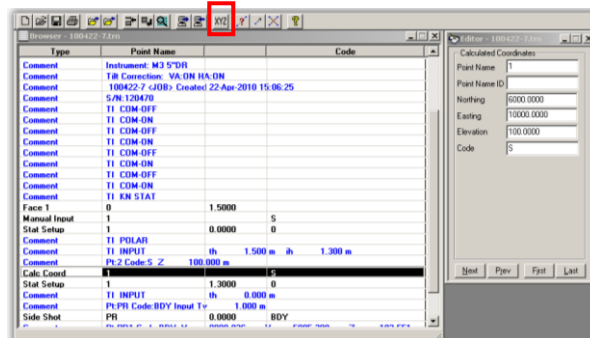 XYZ
Browser - 100422-7.trn
Editor - 100422-7.trn
Type Point Name Code
Comment Instrument: M3 5"DR
Comment Tilt Correction: VA:ON HA:ON
Comment 100422-7 <JOB> Created 22-Apr-2010 15:06:25
Comment S/N:120470
Comment TI COM-OFF
Comment TI COM-ON
Comment TI COM-OFF
Comment TI COM-ON
Comment TI COM-OFF
Comment TI COM-ON
Comment TI COM-OFF
Comment TI COM-ON
Comment TI KN STAT
Face 1 0 1.5000
Manual Input 1 S
Stat Setup 1 0.0000 0
Comment TI POLAR
Comment TI INPUT th 1.500 m ih 1.300 m
Comment Pt:2 Code:S Z 100.000 m
Calc Coord 1 S
Stat Setup 1 1.3000 0
Comment TI INPUT th 0.000 m
Comment Pt:PR Code:BDY Input Tv 1.000 m
Side Shot PR 0.0000 BDY
Calculated Coordinates
Point Name 1
Point Name ID
Northing 6000.0000
Easting 10000.0000
Elevation 100.0000
Code S
Next Prev First Last